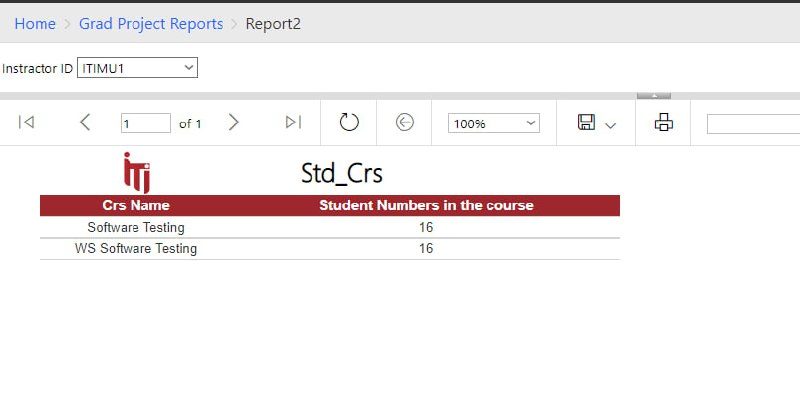 Home > Grad Project Reports > Report2
Instructor ID ITIMU1
1 of 1 100%
iTi Std_Crs
Crs Name Student Numbers in the course
Software Testing 16
WS Software Testing 16